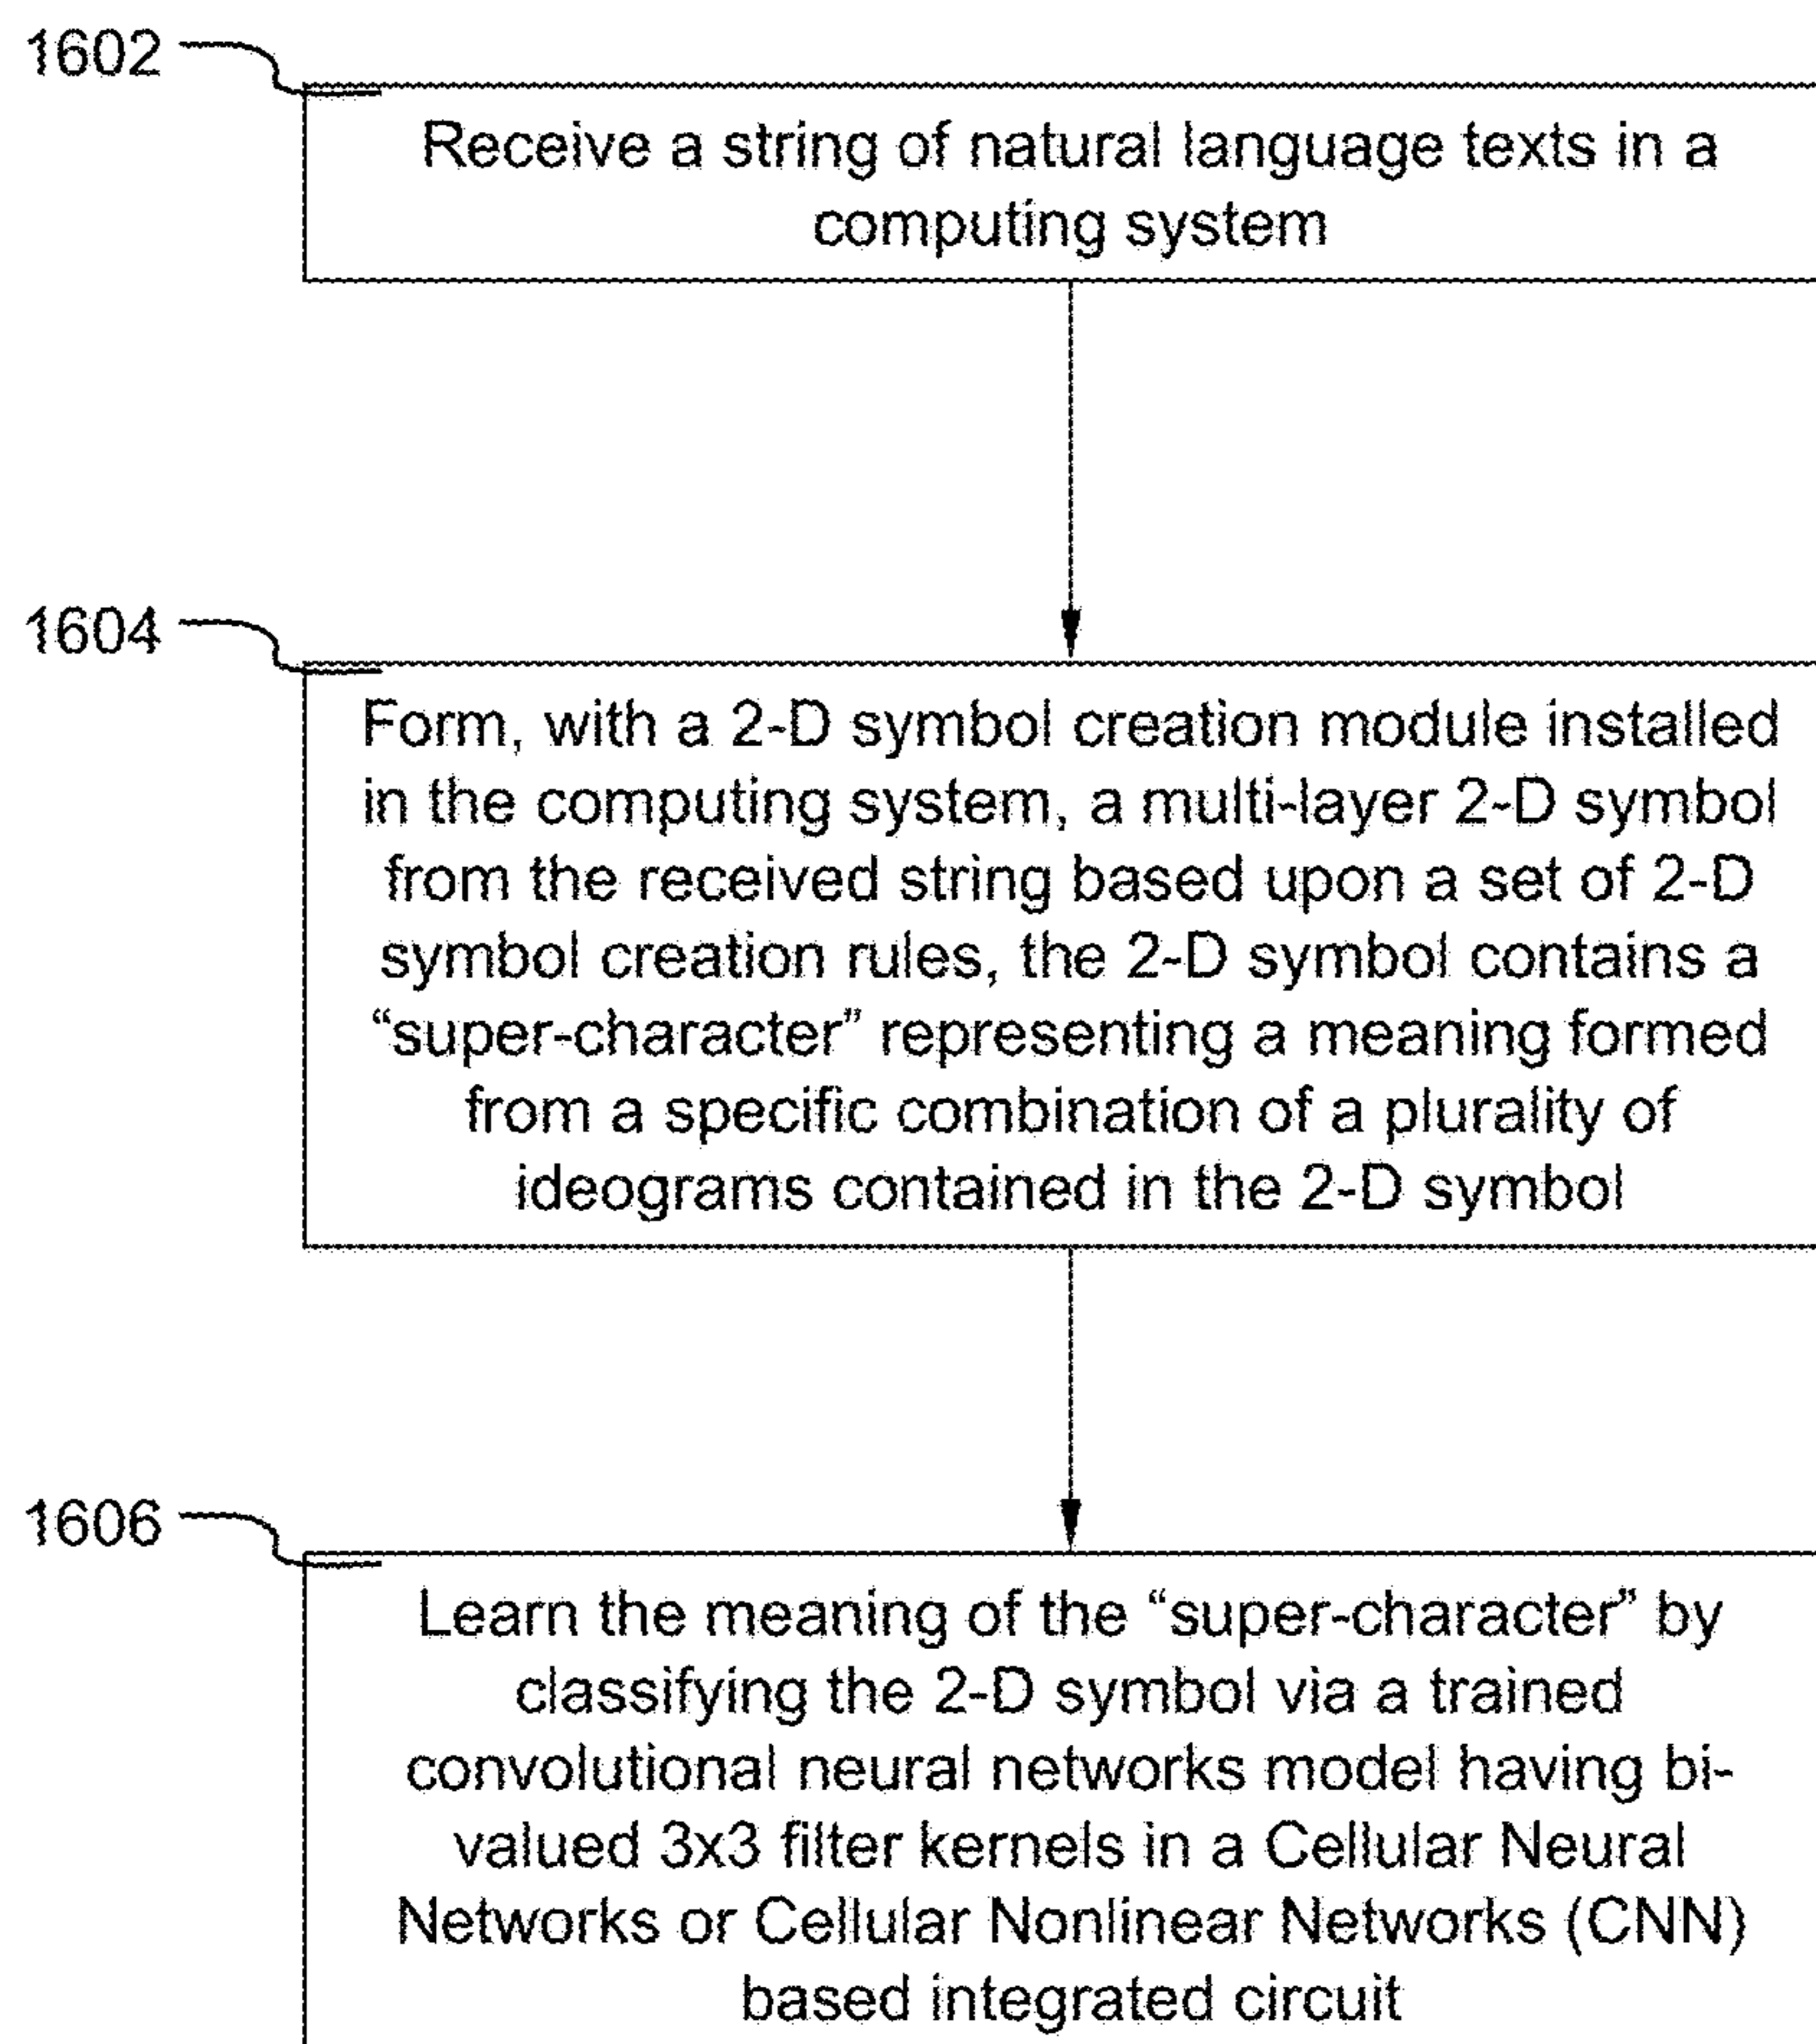 1602
Receive a string of natural language texts in a
computing system
1604
Form, with a 2-D symbol creation module installed
in the computing system, a multi-layer 2-D symbol
from the received string based upon a set of 2-D
symbol creation rules, the 2-D symbol contains a
“super-character” representing a meaning formed
from a specific combination of a plurality of
ideograms contained in the 2-D symbol
1606
Learn the meaning of the “super-character” by
classifying the 2-D symbol via a trained
convolutional neural networks model having bi-
valued 3x3 filter kernels in a Cellular Neural
Networks or Cellular Nonlinear Networks (CNN)
based integrated circuit